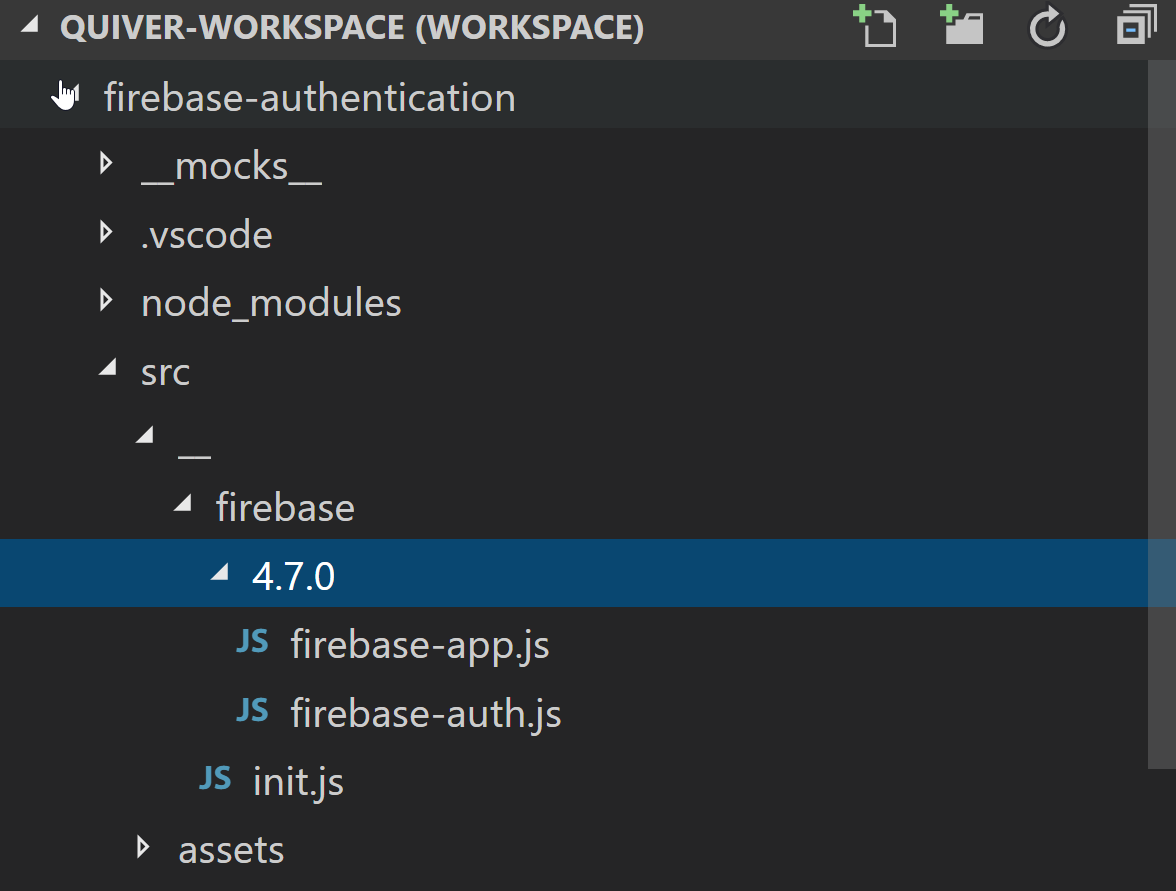 QUIVER-WORKSPACE (WORKSPACE)
firebase-authentication
__mocks__
.vscode
node_modules
src
__
firebase
4.7.0
JS firebase-app.js
JS firebase-auth.js
JS init.js
assets